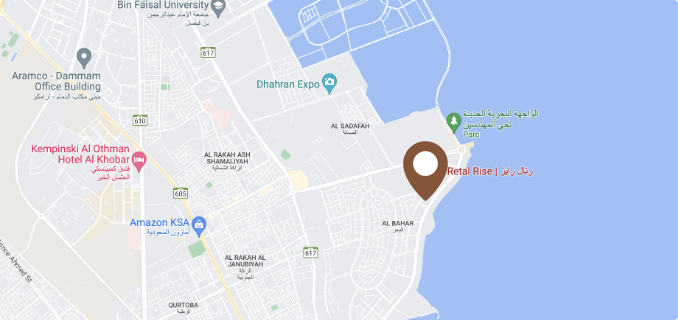 Bin Faisal University
جامعة الإمام عبدالرحمن
بن فيصل
617
Aramco - Dammam
Office Building
مبنى مكتب الدمام - أرامكو
Dhahran Expo
610
الواجهة البحرية الجديدة
لحي المهندسين
Parc
AL SADAFAH
الصدفة
Kempinski Al Othman
Hotel Al Khobar
فندق كمبينسكي
العثمان الخبر
AL RAKAH ASH
SHAMALIYAH
الراكة الشمالية
Retal Rise | رتال رايز
605
Amazon KSA
أمازون السعودية
AL BAHAR
البحر
AL RAKAH AL
JANUBIYAH
الراكة
الجنوبية
617
ance Ahmed St
QURTOBA
قرطبة